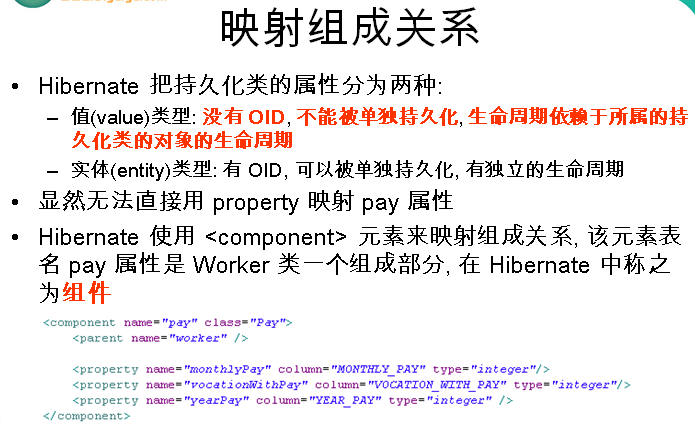 映射组成关系
• Hibernate 把持久化类的属性分为两种:
– 值(value)类型: 没有 OID, 不能被单独持久化, 生命周期依赖于所属的持
久化类的对象的生命周期
– 实体(entity)类型: 有 OID, 可以被单独持久化, 有独立的生命周期
• 显然无法直接用 property 映射 pay 属性
• Hibernate 使用 <component> 元素来映射组成关系, 该元素表
名 pay 属性是 Worker 类一个组成部分, 在 Hibernate 中称之
为组件
<component name="pay" class="Pay">
<parent name="worker" />
<property name="monthlyPay" column="MONTHLY_PAY" type="integer"/>
<property name="vocationWithPay" column="VOCATION_WITH_PAY" type="integer"/>
<property name="yearPay" column="YEAR_PAY" type="integer" />
</component>